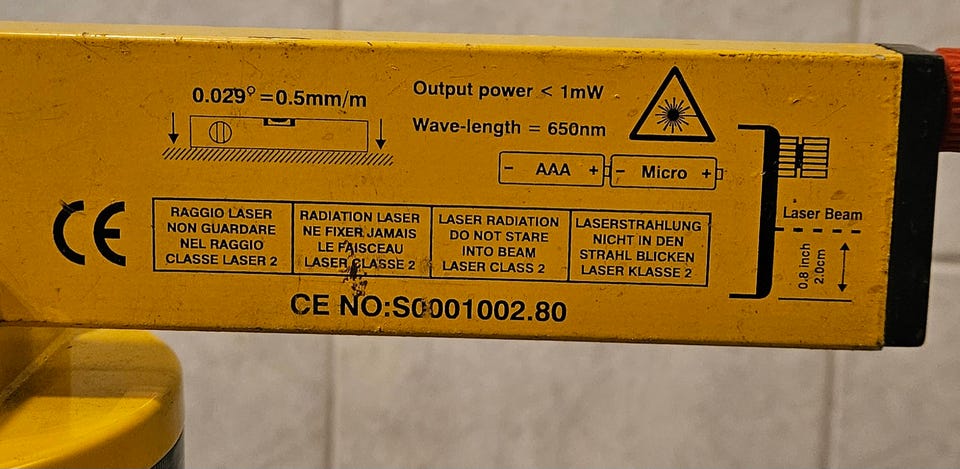 0.029°=0.5mm/m
Output power < 1mW
Wave-length = 650nm
− AAA + − Micro +
CE
RAGGIO LASER
NON GUARDARE
NEL RAGGIO
CLASSE LASER 2
RADIATION LASER
NE FIXER JAMAIS
LE FAISCEAU
LASER CLASSE 2
LASER RADIATION
DO NOT STARE
INTO BEAM
LASER CLASS 2
LASERSTRAHLUNG
NICHT IN DEN
STRAHL BLICKEN
LASER KLASSE 2
Laser Beam
0.8 Inch
2.0cm
CE NO:S0001002.80